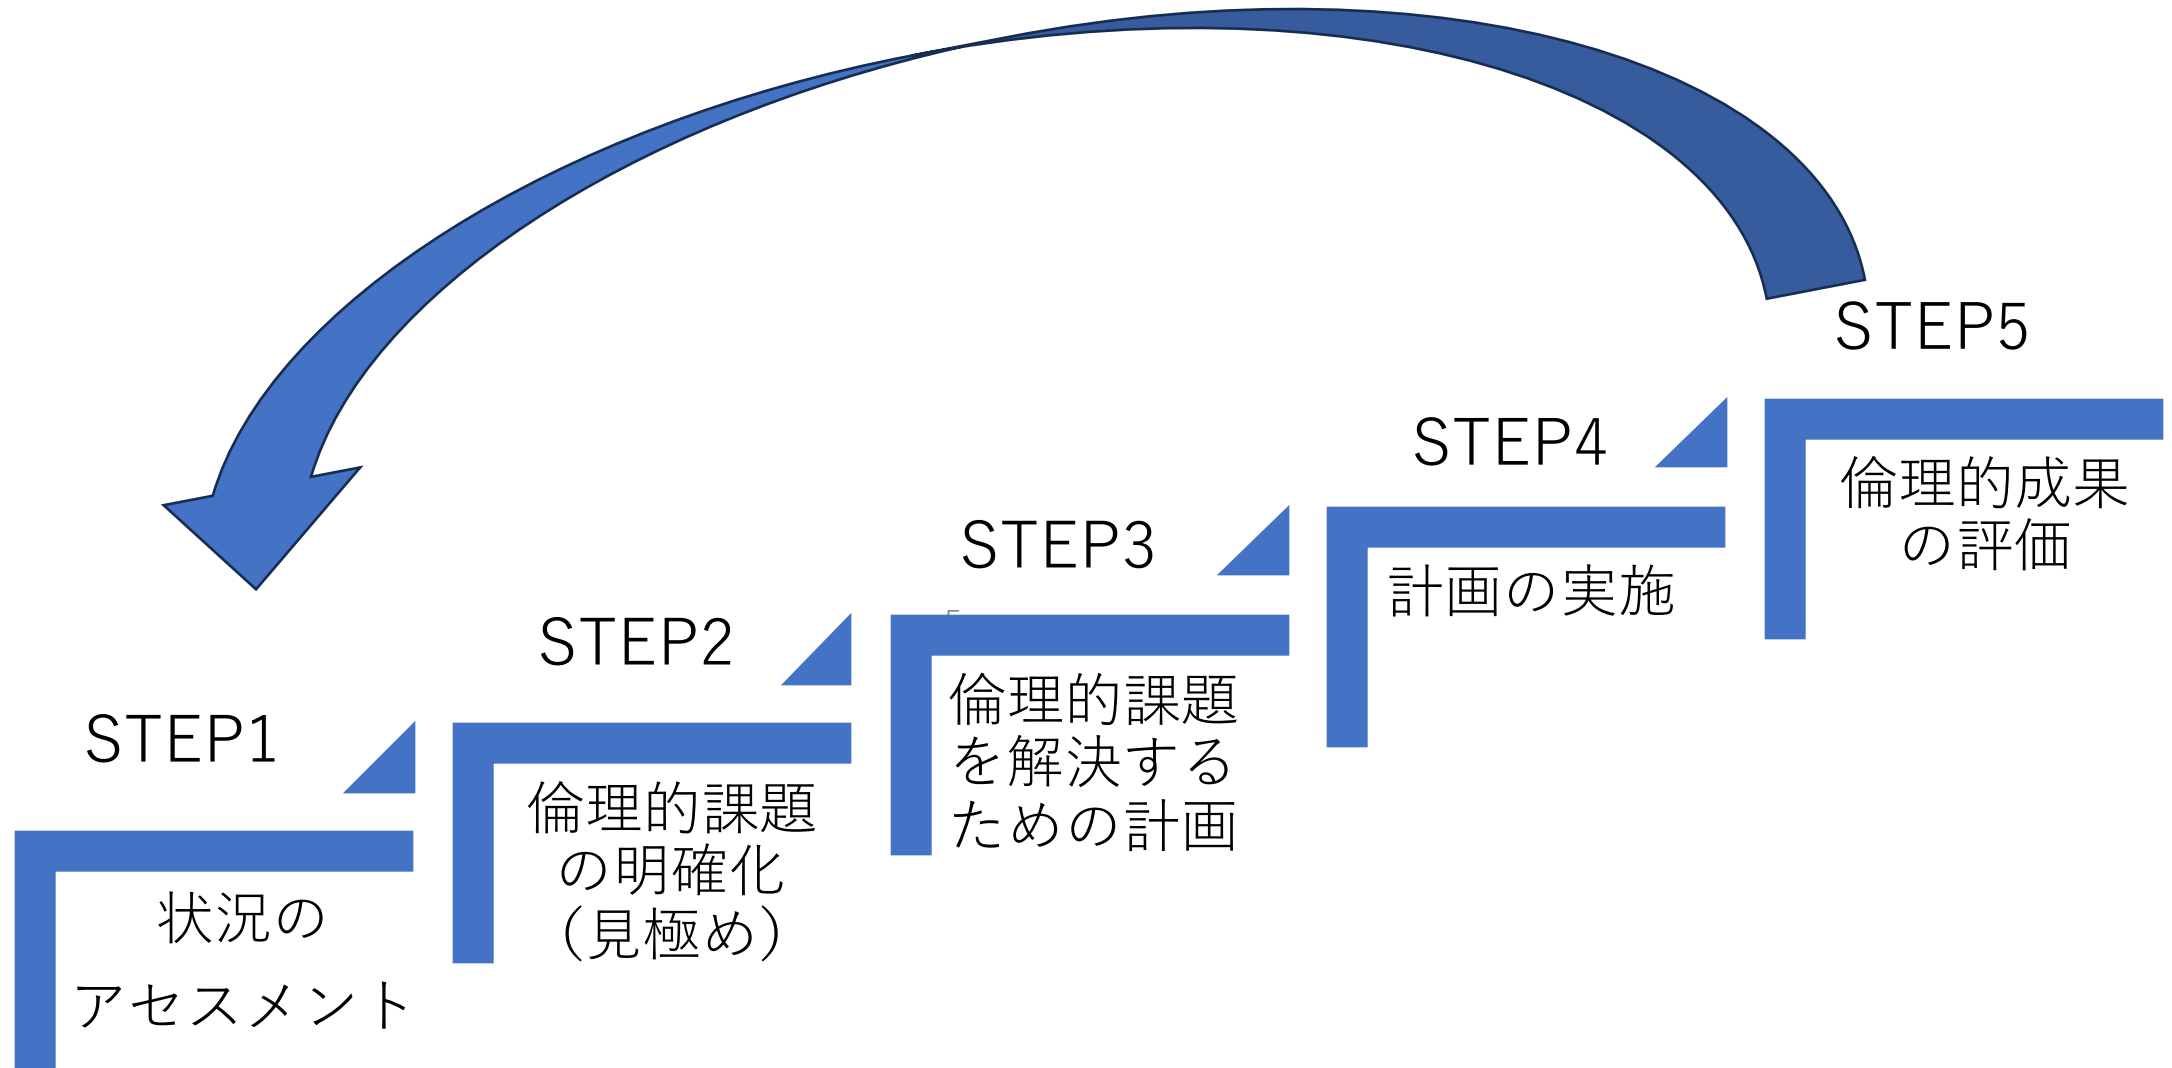 STEP1
状況の
アセスメント
STEP2
倫理的課題
の明確化
（見極め）
STEP3
倫理的課題
を解決する
ための計画
STEP4
計画の実施
STEP5
倫理的成果
の評価